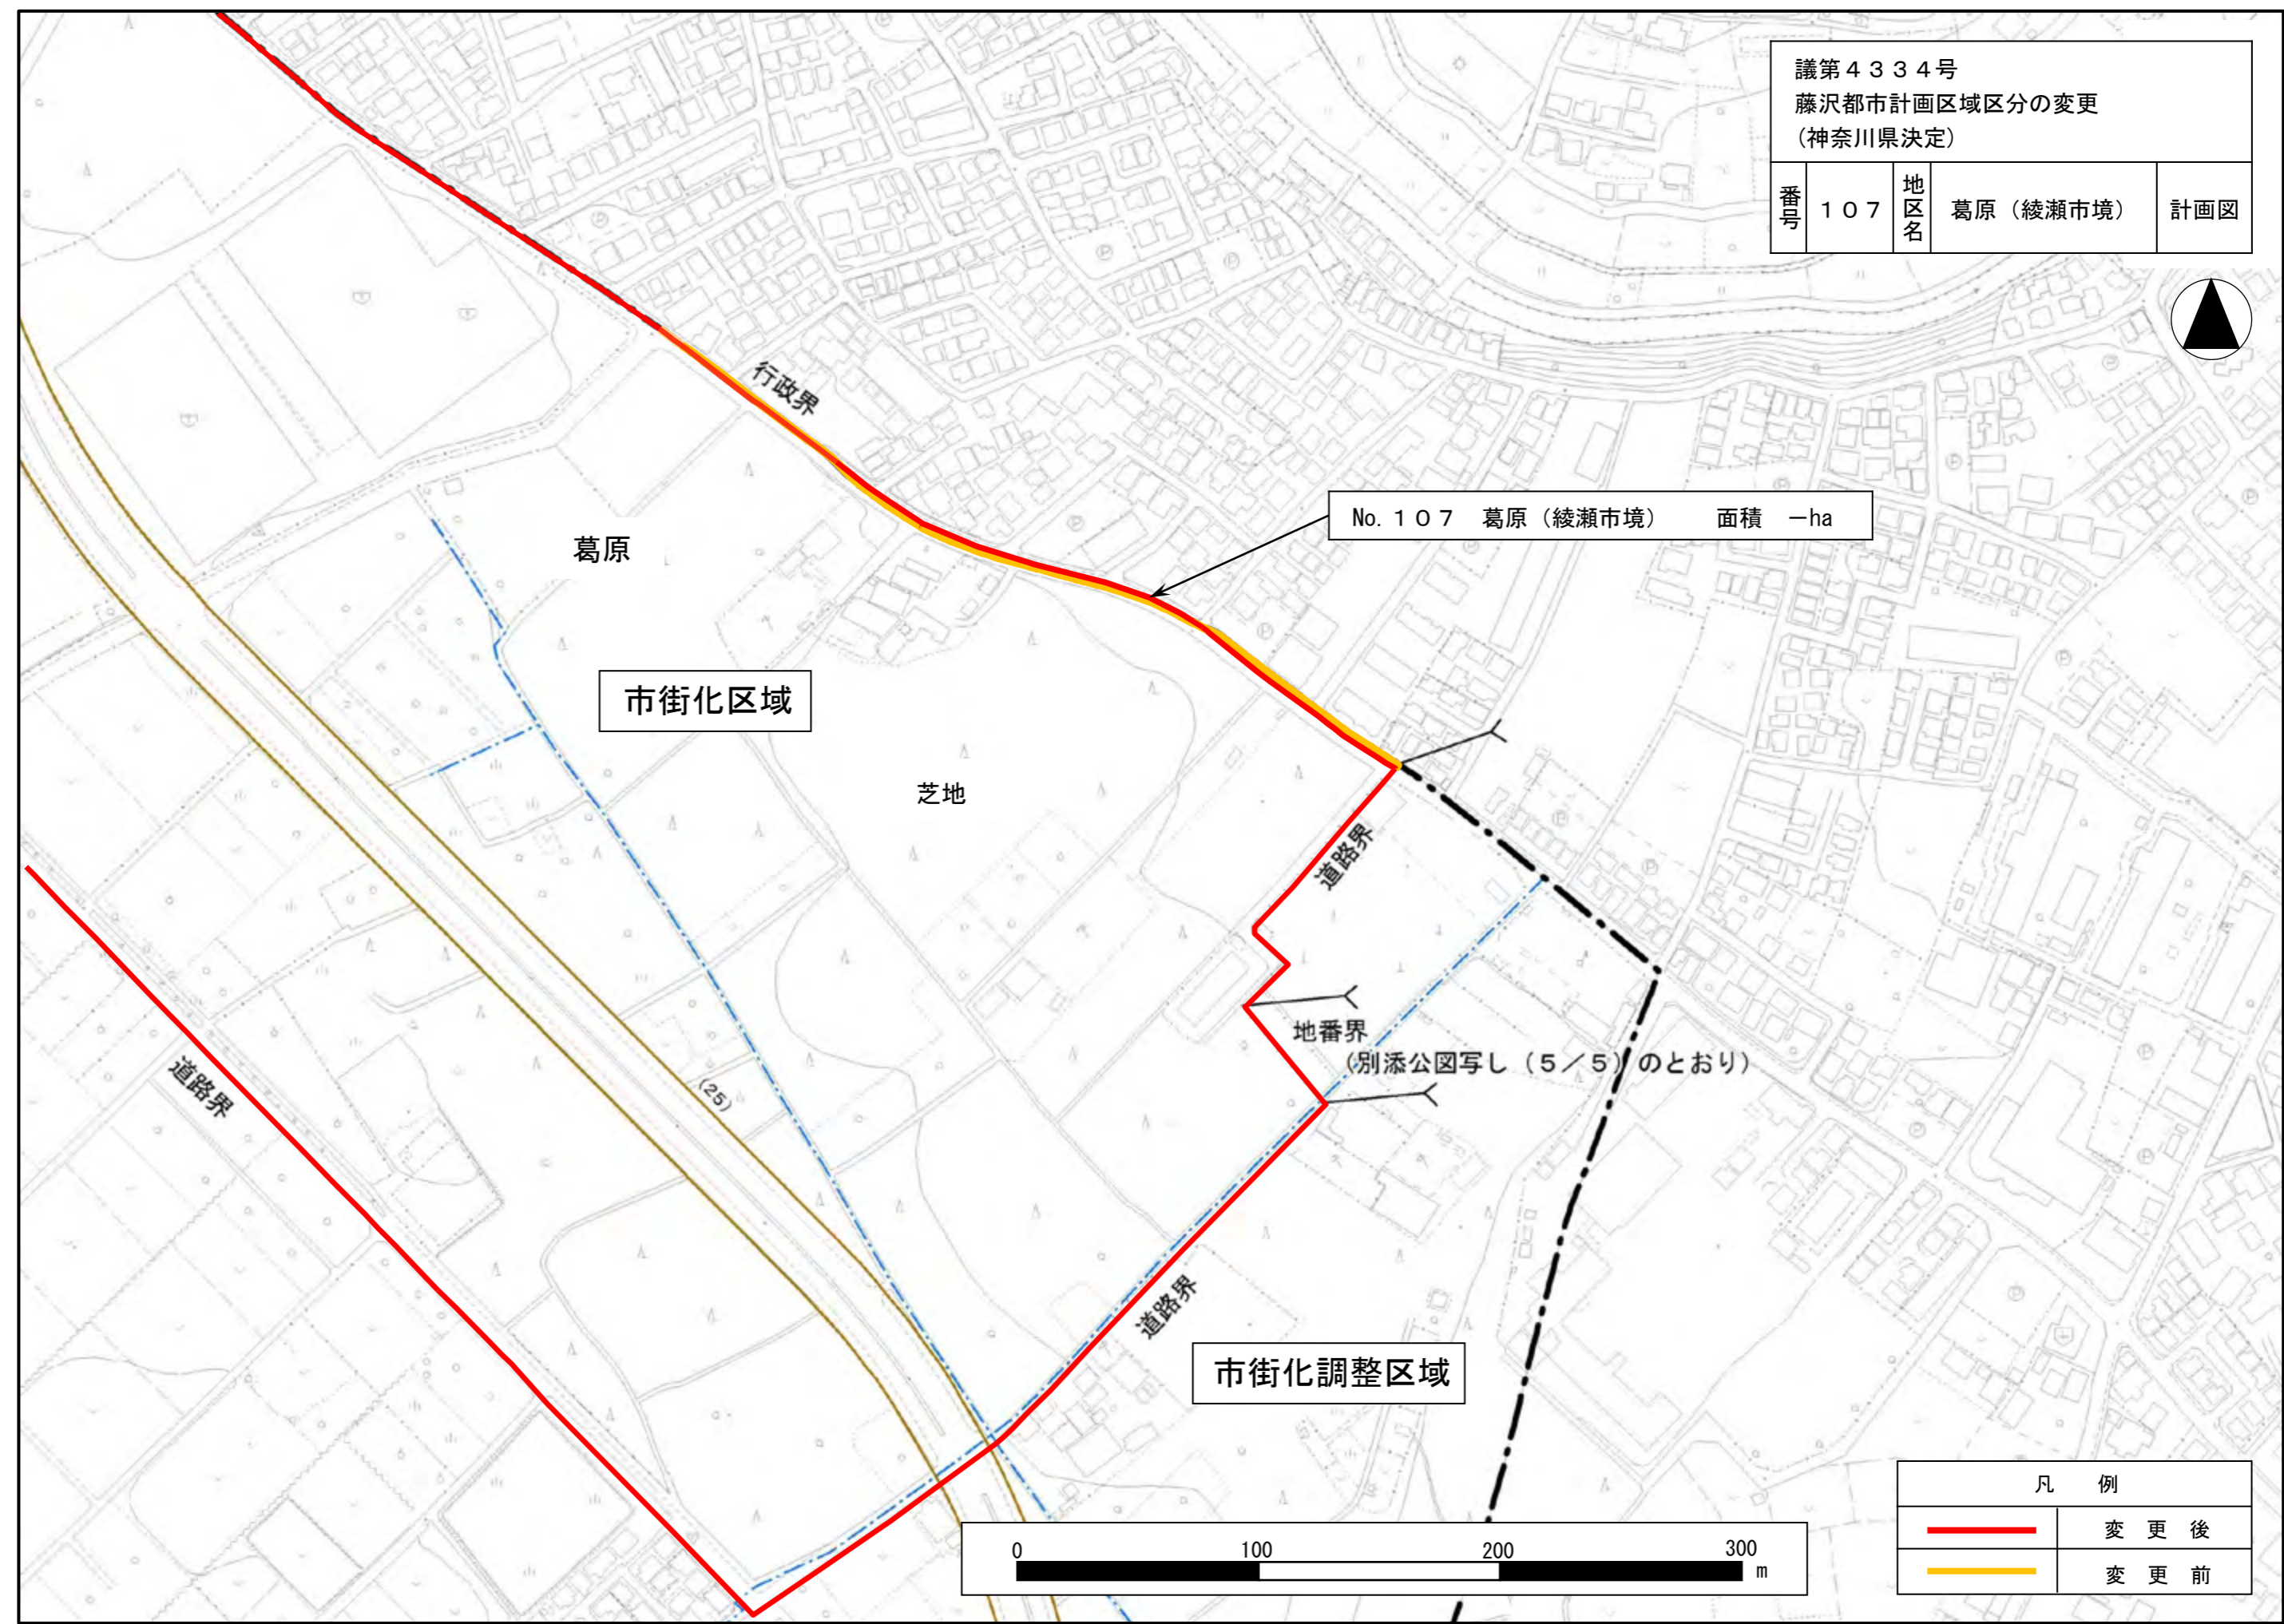 議第４３３４号
藤沢都市計画区域区分の変更
（神奈川県決定）
番号 １０７ 地区名 葛原（綾瀬市境） 計画図
行政界
No.１０７ 葛原（綾瀬市境） 面積 －ha
葛原
市街化区域
芝地
道路界
地番界
（別添公図写し（５／５）のとおり）
道路界
(25)
道路界
市街化調整区域
凡 例
変 更 後
変 更 前
0 100 200 300
m